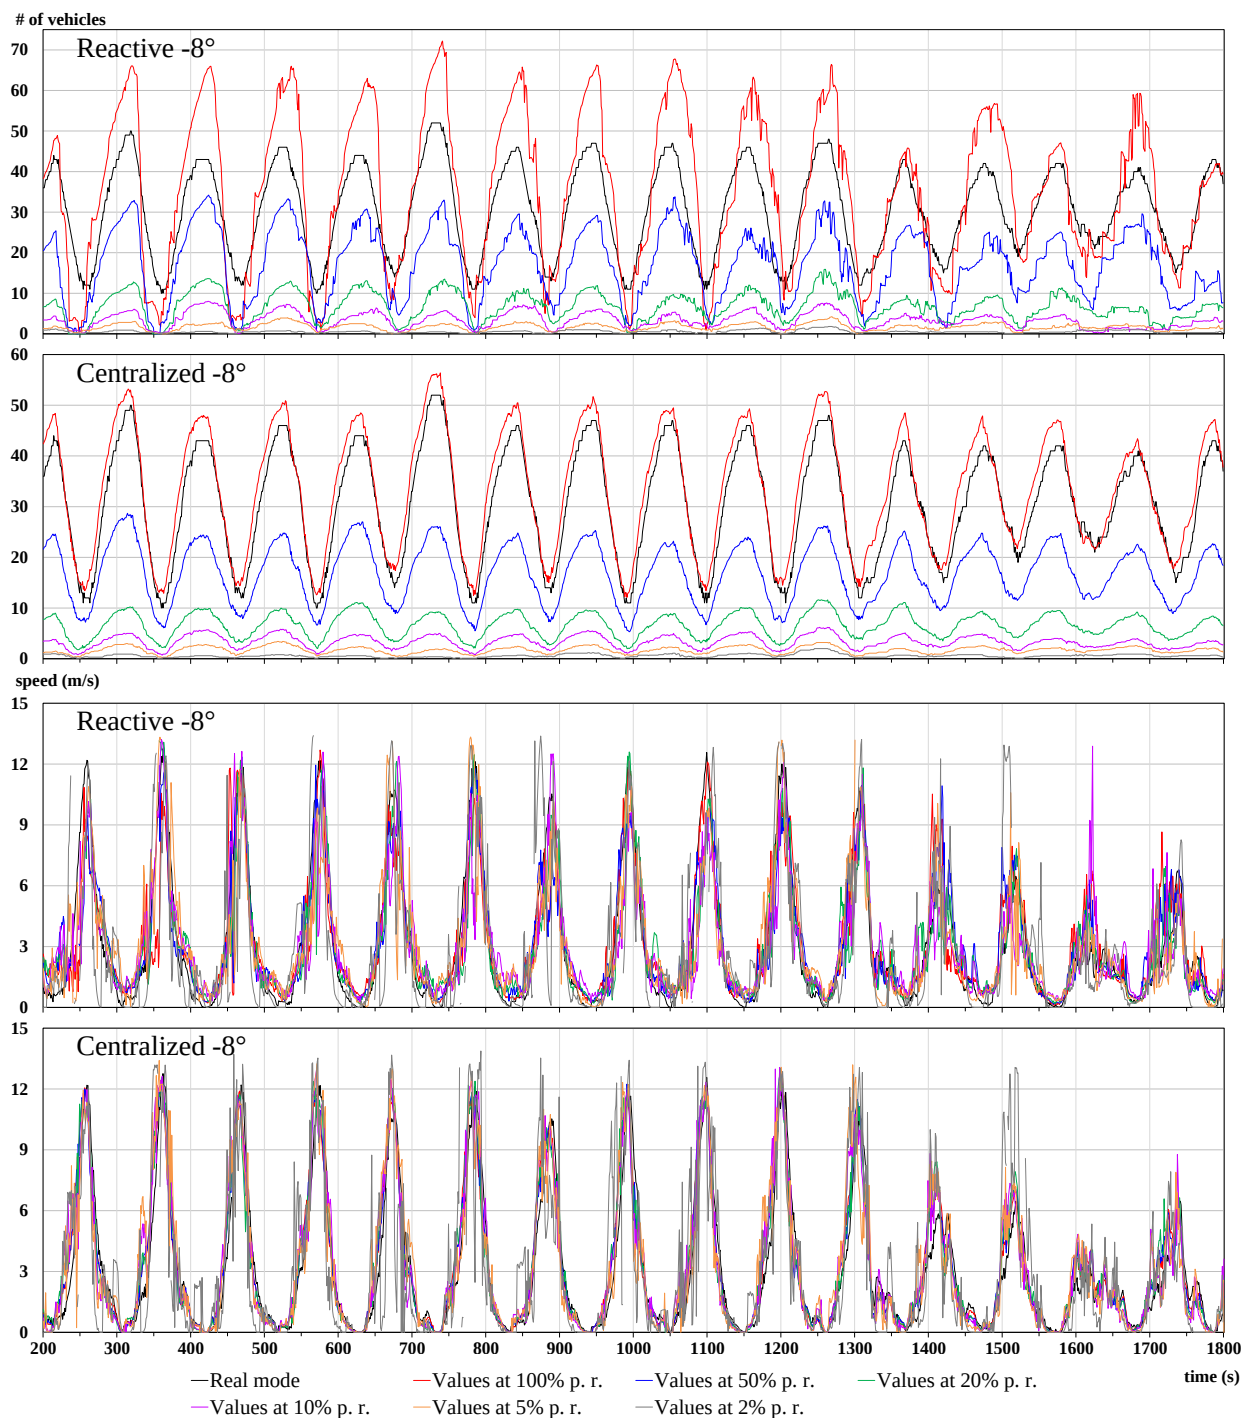 # of vehicles
Reactive -8°
70
60
50
40
30
20
10
0
Centralized -8°
60
50
40
30
20
10
0
speed (m/s)
Reactive -8°
15
12
9
6
3
0
Centralized -8°
15
12
9
6
3
0
200 300 400 500 600 700 800 900 1000 1100 1200 1300 1400 1500 1600 1700 1800
time (s)
Real mode Values at 100% p. r. Values at 50% p. r. Values at 20% p. r.
Values at 10% p. r. Values at 5% p. r. Values at 2% p. r.